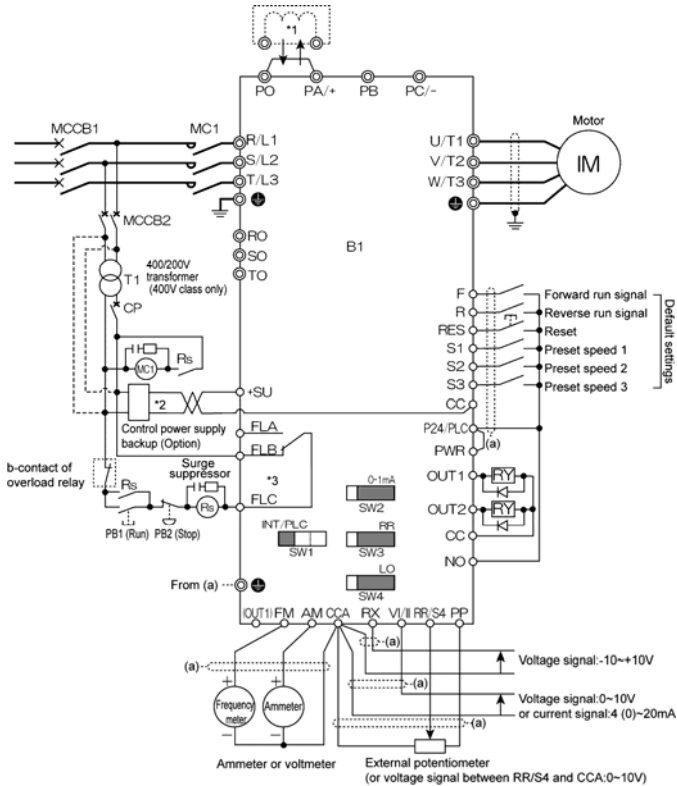 *1
PO PA/+ PB PC/-
MCCB1 MC1
R/L1
S/L2
T/L3
U/T1
V/T2
W/T3
Motor
IM
MCCB2
RO
SO
TO
B1
400/200V
transformer
(400V class only)
T1
CP
MC1
Rs
*2
Control power supply
backup (Option)
+SU
FLA
FLB
FLC
*3
b-contact of
overload relay
Rs
Surge
suppressor
Rs
PB1 (Run) PB2 (Stop)
F
R
RES
S1
S2
S3
CC
P24/PLC
PWR
OUT1
OUT2
CC
NO
Forward run signal
Reverse run signal
Reset
Preset speed 1
Preset speed 2
Preset speed 3
Default settings
(a)
RY
RY
0-1mA
SW2
INT/PLC
SW1
RR
SW3
LO
SW4
From (a)
(OUT1) FM AM CCA RX VI/II RR/S4 PP
(a)
(a)
(a)
(a)
+
+
Frequency
meter
Ammeter
−
−
Ammeter or voltmeter
Voltage signal:-10~+10V
Voltage signal:0~10V
or current signal:4 (0)~20mA
External potentiometer
(or voltage signal between RR/S4 and CCA:0~10V)